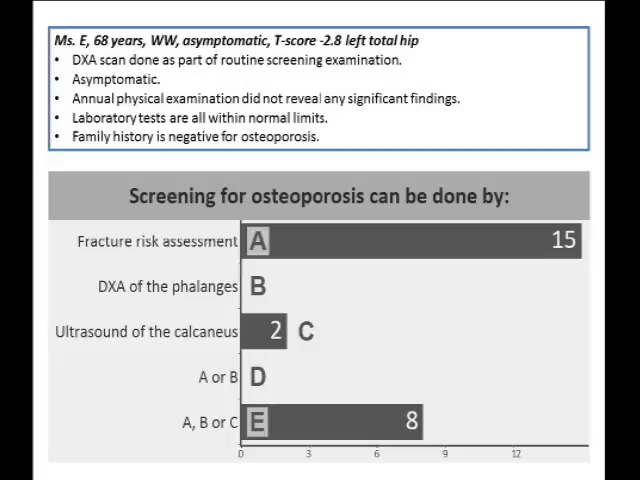 Ms. E, 68 years, WW, asymptomatic, T-score -2.8 left total hip
• DXA scan done as part of routine screening examination.
• Asymptomatic.
• Annual physical examination did not reveal any significant findings.
• Laboratory tests are all within normal limits.
• Family history is negative for osteoporosis.
Screening for osteoporosis can be done by:
Fracture risk assessment A 15
DXA of the phalanges B
Ultrasound of the calcaneus 2 C
A or B D
A, B or C E 8
0 3 6 9 12